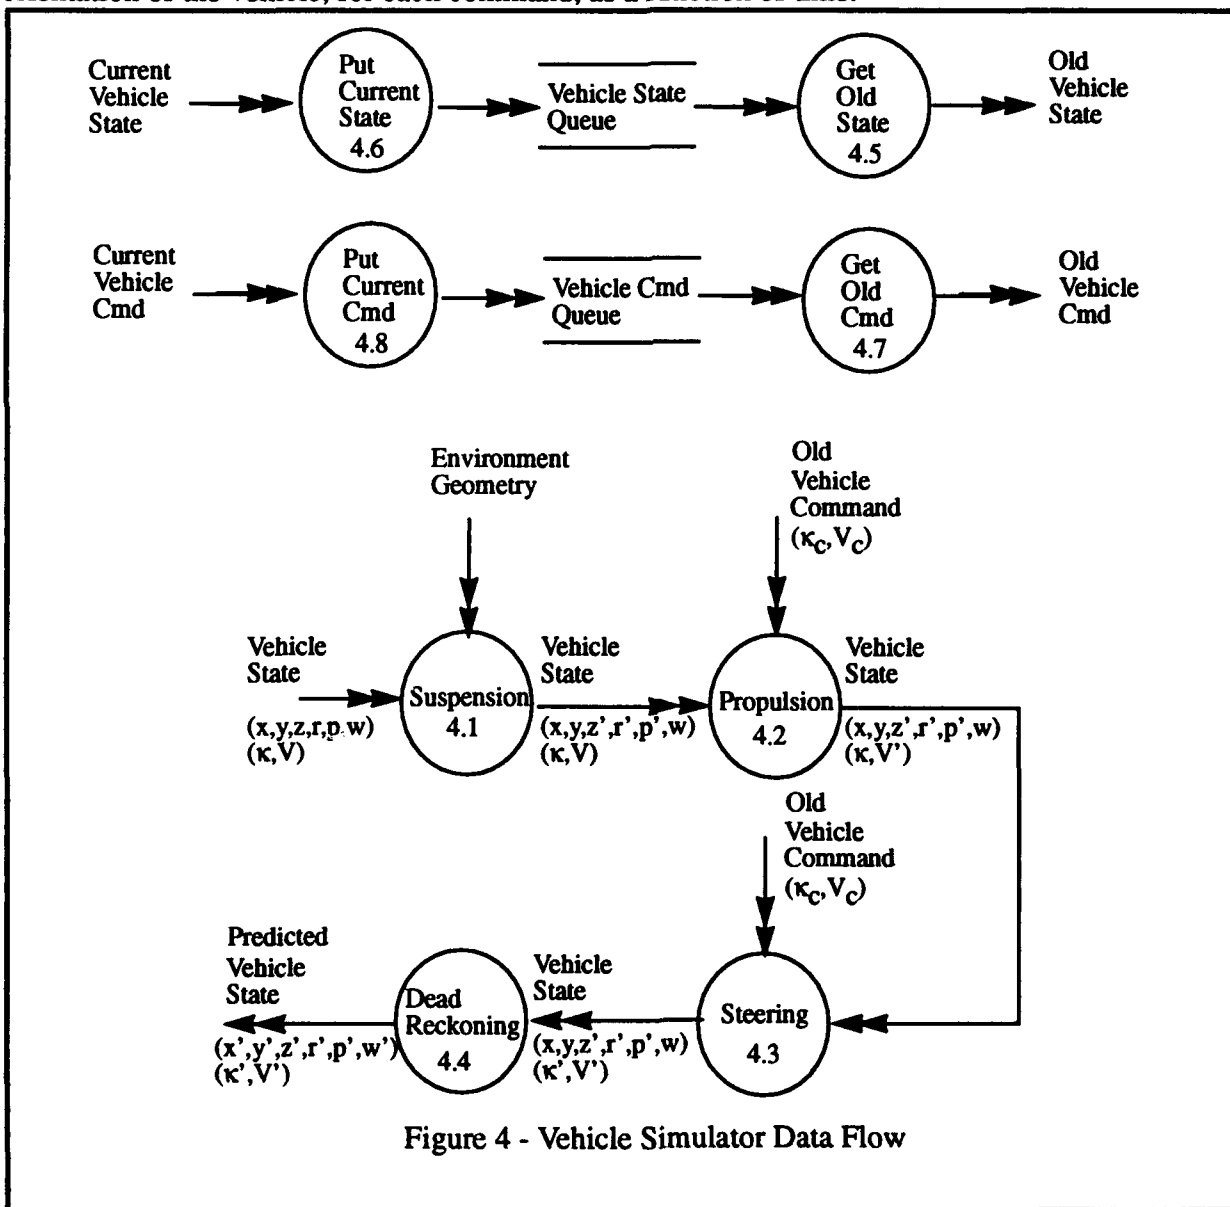 Current
Vehicle
State
Put
Current
State
4.6
Vehicle State
Queue
Get
Old
State
4.5
Old
Vehicle
State
Current
Vehicle
Cmd
Put
Current
Cmd
4.8
Vehicle Cmd
Queue
Get
Old
Cmd
4.7
Old
Vehicle
Cmd
Environment
Geometry
Old
Vehicle
Command
(κc,Vc)
Vehicle
State
(x,y,z,r,p,w)
(κ,V)
Suspension
4.1
Vehicle
State
(x,y,z',r',p',w)
(κ,V)
Propulsion
4.2
Vehicle
State
(x,y,z',r',p',w)
(κ,V')
Old
Vehicle
Command
(κc,Vc)
Predicted
Vehicle
State
(x',y',z',r',p',w')
(κ',V')
Dead
Reckoning
4.4
Vehicle
State
(x,y,z',r',p',w)
(κ',V')
Steering
4.3
Figure 4 - Vehicle Simulator Data Flow